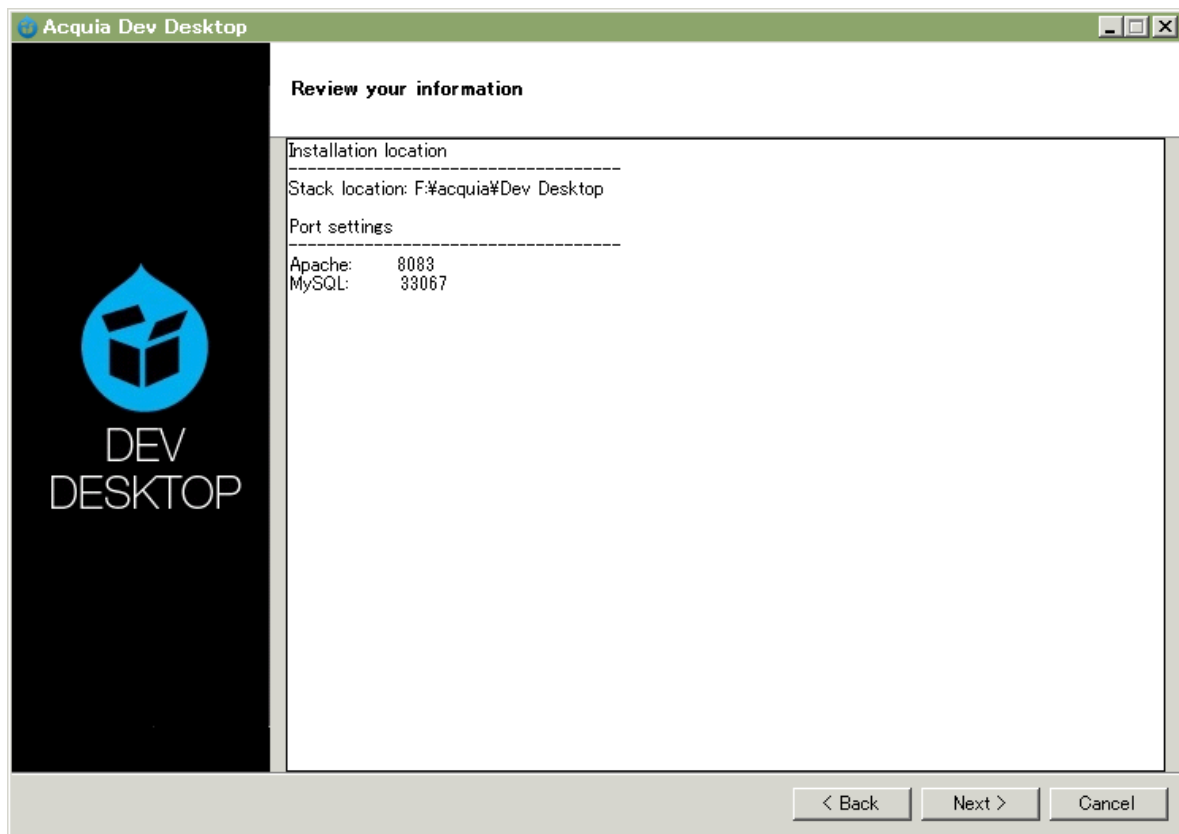 Acquia Dev Desktop
Review your information
Installation location
-----------------------------------
Stack location: F:¥acquia¥Dev Desktop
Port settings
-----------------------------------
Apache: 8083
MySQL: 33067
DEV
DESKTOP
< Back Next > Cancel